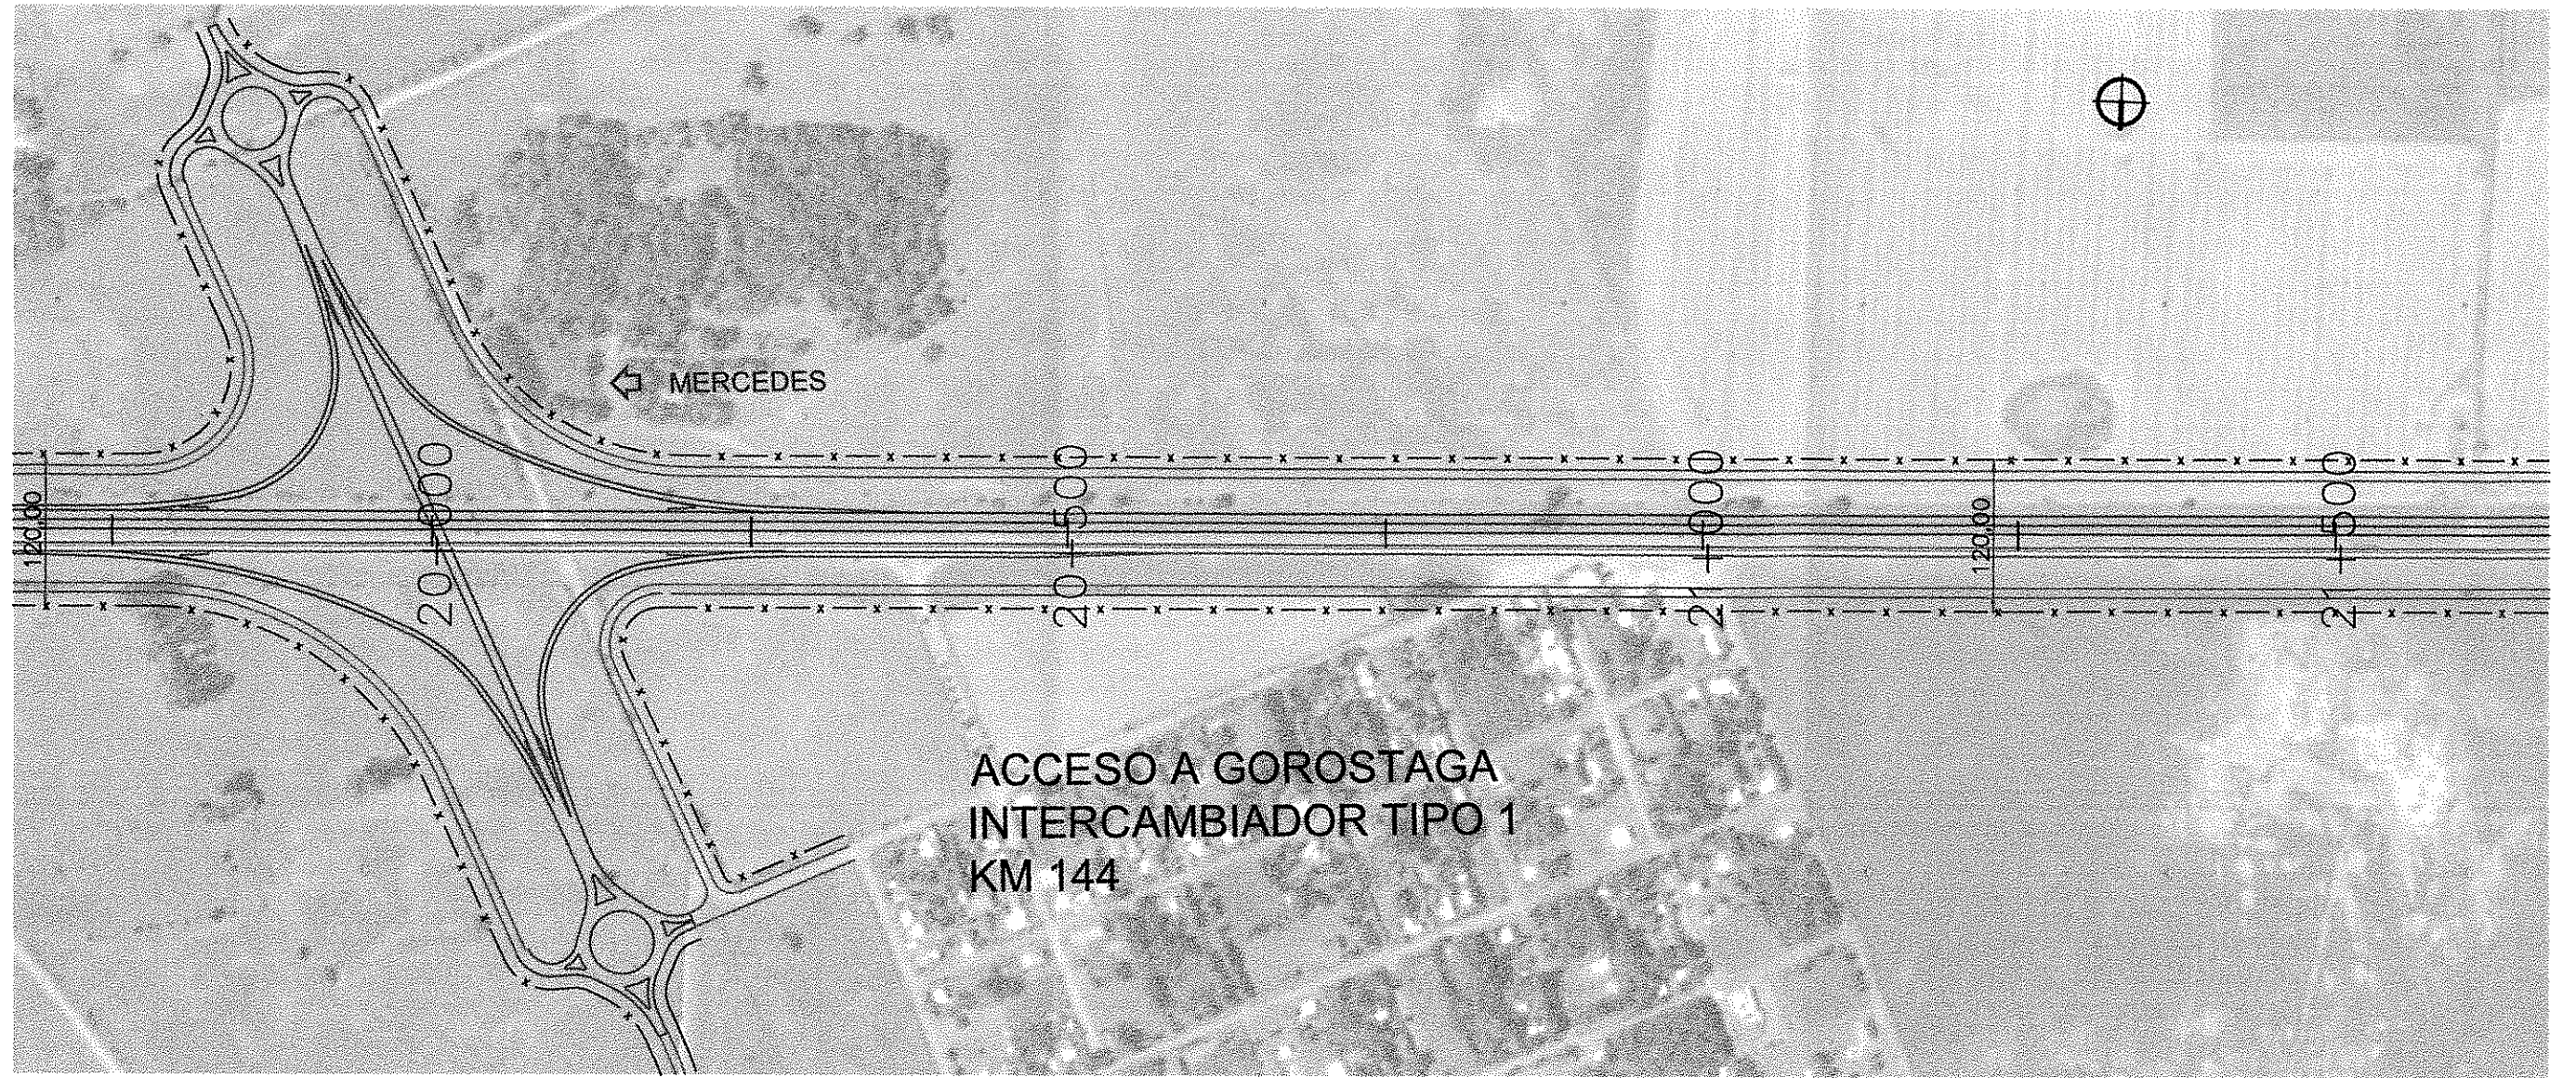 MERCEDES
120,00
20+000
20+500
21+000
120,00
21+500
ACCESO A GOROSTAGA
INTERCAMBIADOR TIPO 1
KM 144